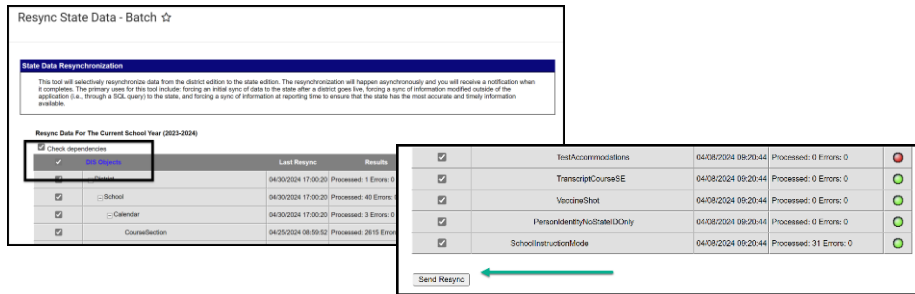 Resync State Data - Batch ☆
State Data Resynchronization
This tool will selectively resynchronize data from the district edition to the state edition. The resynchronization will happen asynchronously and you will receive a notification when
it completes. The primary uses for this tool include: forcing an initial sync of data to the state after a district goes live, forcing a sync of information modified outside of the
application (i.e., through a SQL query) to the state, and forcing a sync of information at reporting time to ensure that the state has the most accurate and timely information
available.
Resync Data For The Current School Year (2023-2024)
Check dependencies
DIS Objects Last Resync Results
District 04/30/2024 17:00:20 Processed: 1 Errors: 0
School 04/30/2024 17:00:20 Processed: 40 Errors:
Calendar 04/30/2024 17:00:20 Processed: 3 Errors: 0
CourseSection 04/25/2024 08:59:52 Processed: 2615 Error
TestAccommodations 04/08/2024 09:20:44 Processed: 0 Errors: 0
TranscriptCourseSE 04/08/2024 09:20:44 Processed: 0 Errors: 0
VaccineShot 04/08/2024 09:20:44 Processed: 0 Errors: 0
PersonIdentityNoStateIDOnly 04/08/2024 09:20:44 Processed: 0 Errors: 0
SchoolInstructionMode 04/08/2024 09:20:44 Processed: 31 Errors: 0
Send Resync